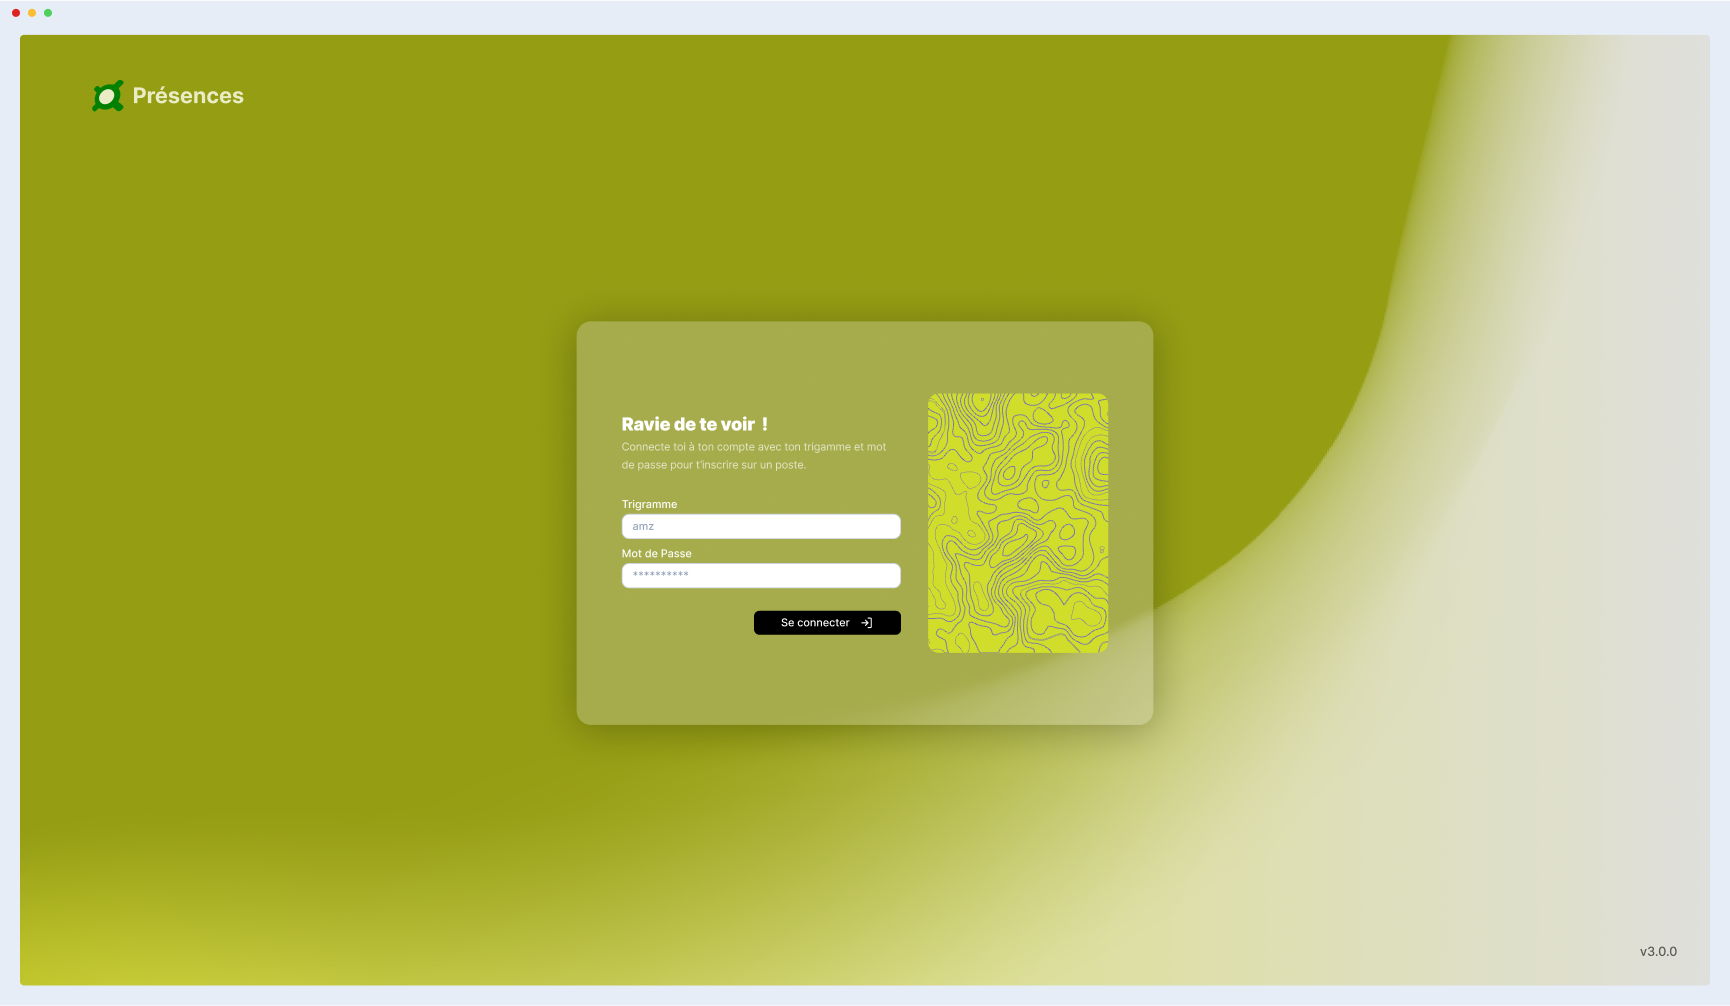 Présences
Ravie de te voir !
Connecte toi à ton compte avec ton trigamme et mot
de passe pour t'inscrire sur un poste.
Trigramme
amz
Mot de Passe
**********
Se connecter
v3.0.0